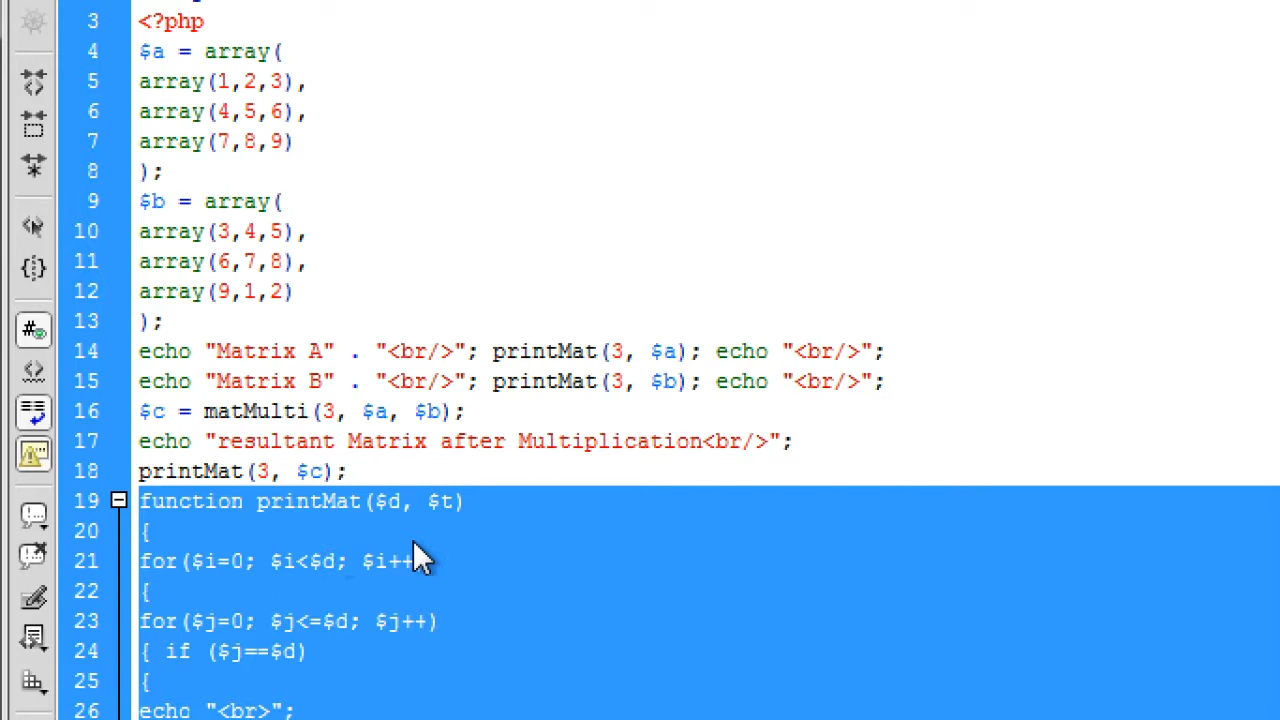 3 <?php
4 $a = array(
5 array(1,2,3),
6 array(4,5,6),
7 array(7,8,9)
8 );
9 $b = array(
10 array(3,4,5),
11 array(6,7,8),
12 array(9,1,2)
13 );
14 echo "Matrix A" . "<br/>"; printMat(3, $a); echo "<br/>";
15 echo "Matrix B" . "<br/>"; printMat(3, $b); echo "<br/>";
16 $c = matMulti(3, $a, $b);
17 echo "resultant Matrix after Multiplication<br/>";
18 printMat(3, $c);
19 function printMat($d, $t)
20 {
21 for($i=0; $i<$d; $i++
22 {
23 for($j=0; $j<=$d; $j++)
24 { if ($j==$d)
25 {
26 echo "<br>";